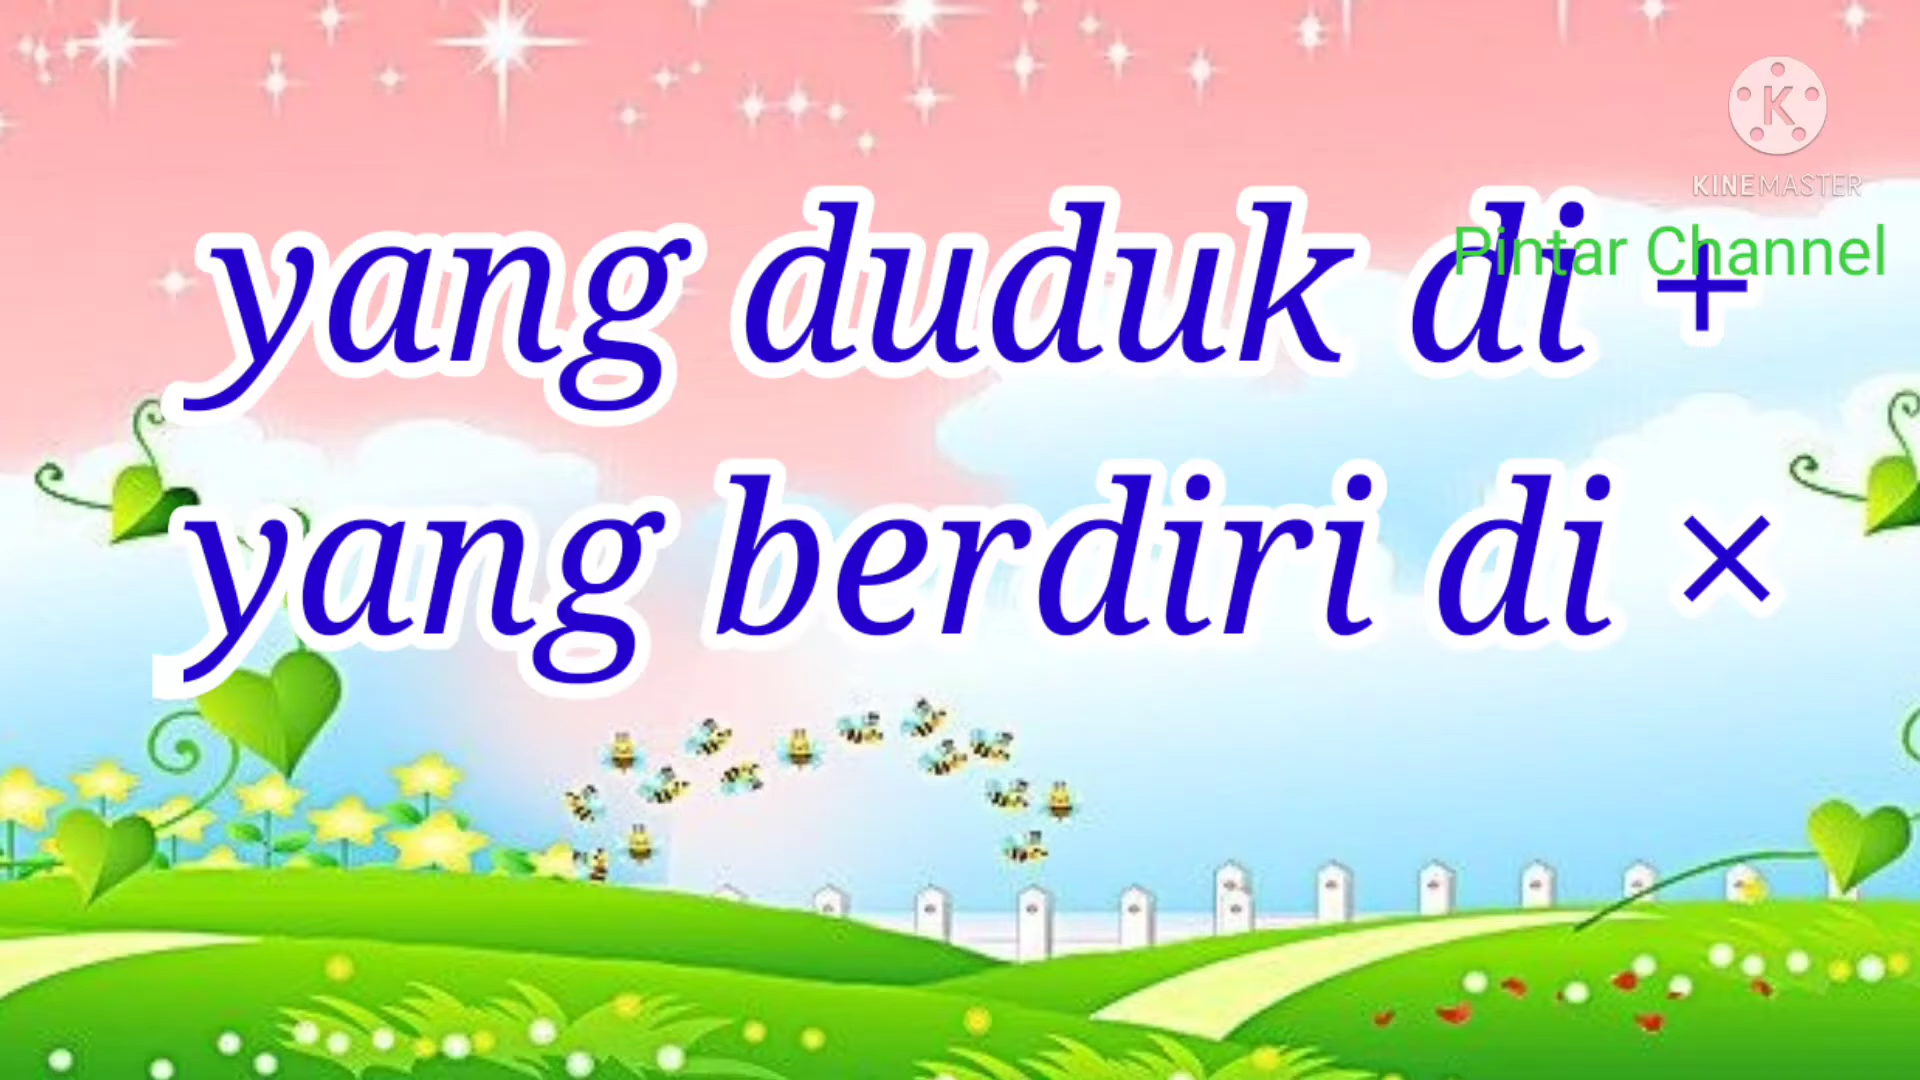 K
KINEMASTER
Pintar Channel
yang duduk di +
yang berdiri di ×